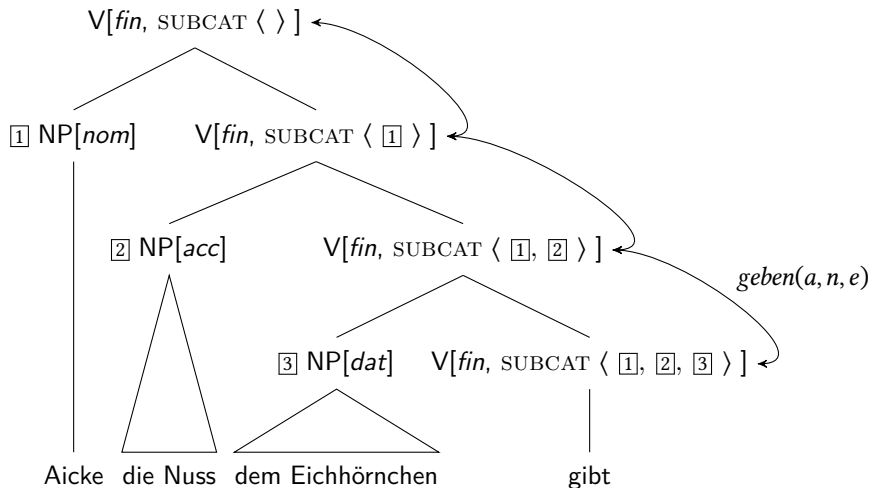 V[fin, SUBCAT ⟨ ⟩ ]
1 NP[nom] V[fin, SUBCAT ⟨ 1 ⟩ ]
2 NP[acc] V[fin, SUBCAT ⟨ 1, 2 ⟩ ]
geben(a, n, e)
3 NP[dat] V[fin, SUBCAT ⟨ 1, 2, 3 ⟩ ]
Aicke die Nuss dem Eichhörnchen gibt